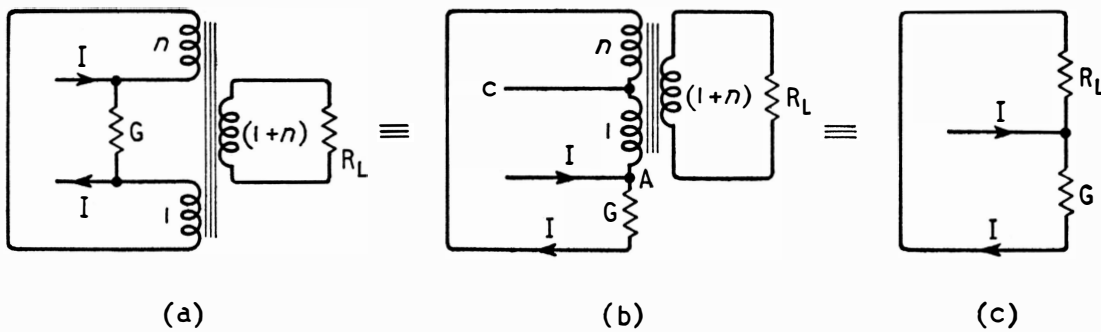 n
I
G
I
1
(1+n)
R_L
≡
n
C
1
I
A
G
I
(1+n)
R_L
≡
R_L
I
G
I
(a)
(b)
(c)